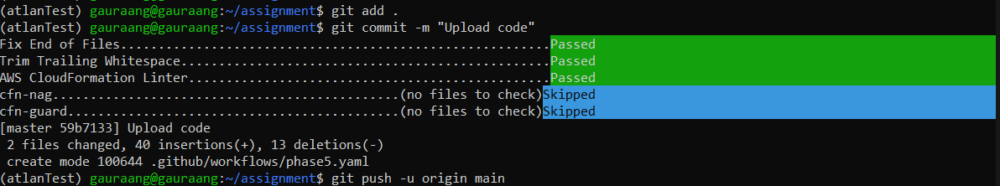 (atlanTest) gauraang@gauraang:~/assignment$ git add .
(atlanTest) gauraang@gauraang:~/assignment$ git commit -m "Upload code"
Fix End of Files.........................................................Passed
Trim Trailing Whitespace.................................................Passed
AWS CloudFormation Linter................................................Passed
cfn-nag..............................................(no files to check)Skipped
cfn-guard............................................(no files to check)Skipped
[master 59b7133] Upload code
 2 files changed, 40 insertions(+), 13 deletions(-)
 create mode 100644 .github/workflows/phase5.yaml
(atlanTest) gauraang@gauraang:~/assignment$ git push -u origin main